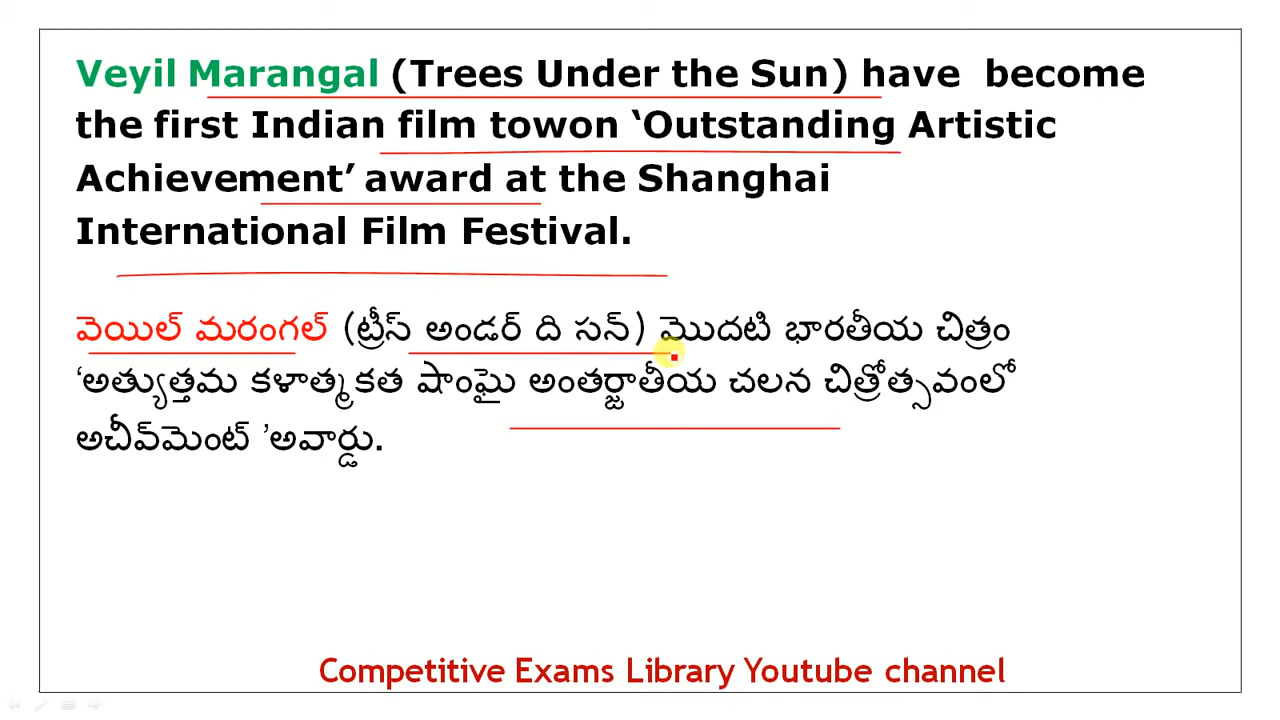 Veyil Marangal (Trees Under the Sun) have become
the first Indian film towon ‘Outstanding Artistic
Achievement’ award at the Shanghai
International Film Festival.
వెయిల్ మరంగల్ (ట్రీస్ అండర్ ది సన్) మొదటి భారతీయ చిత్రం
‘అత్యుత్తమ కళాత్మకత షాంఘై అంతర్జాతీయ చలన చిత్రోత్సవంలో
అచీవ్‌మెంట్ ’అవార్డు.
Competitive Exams Library Youtube channel